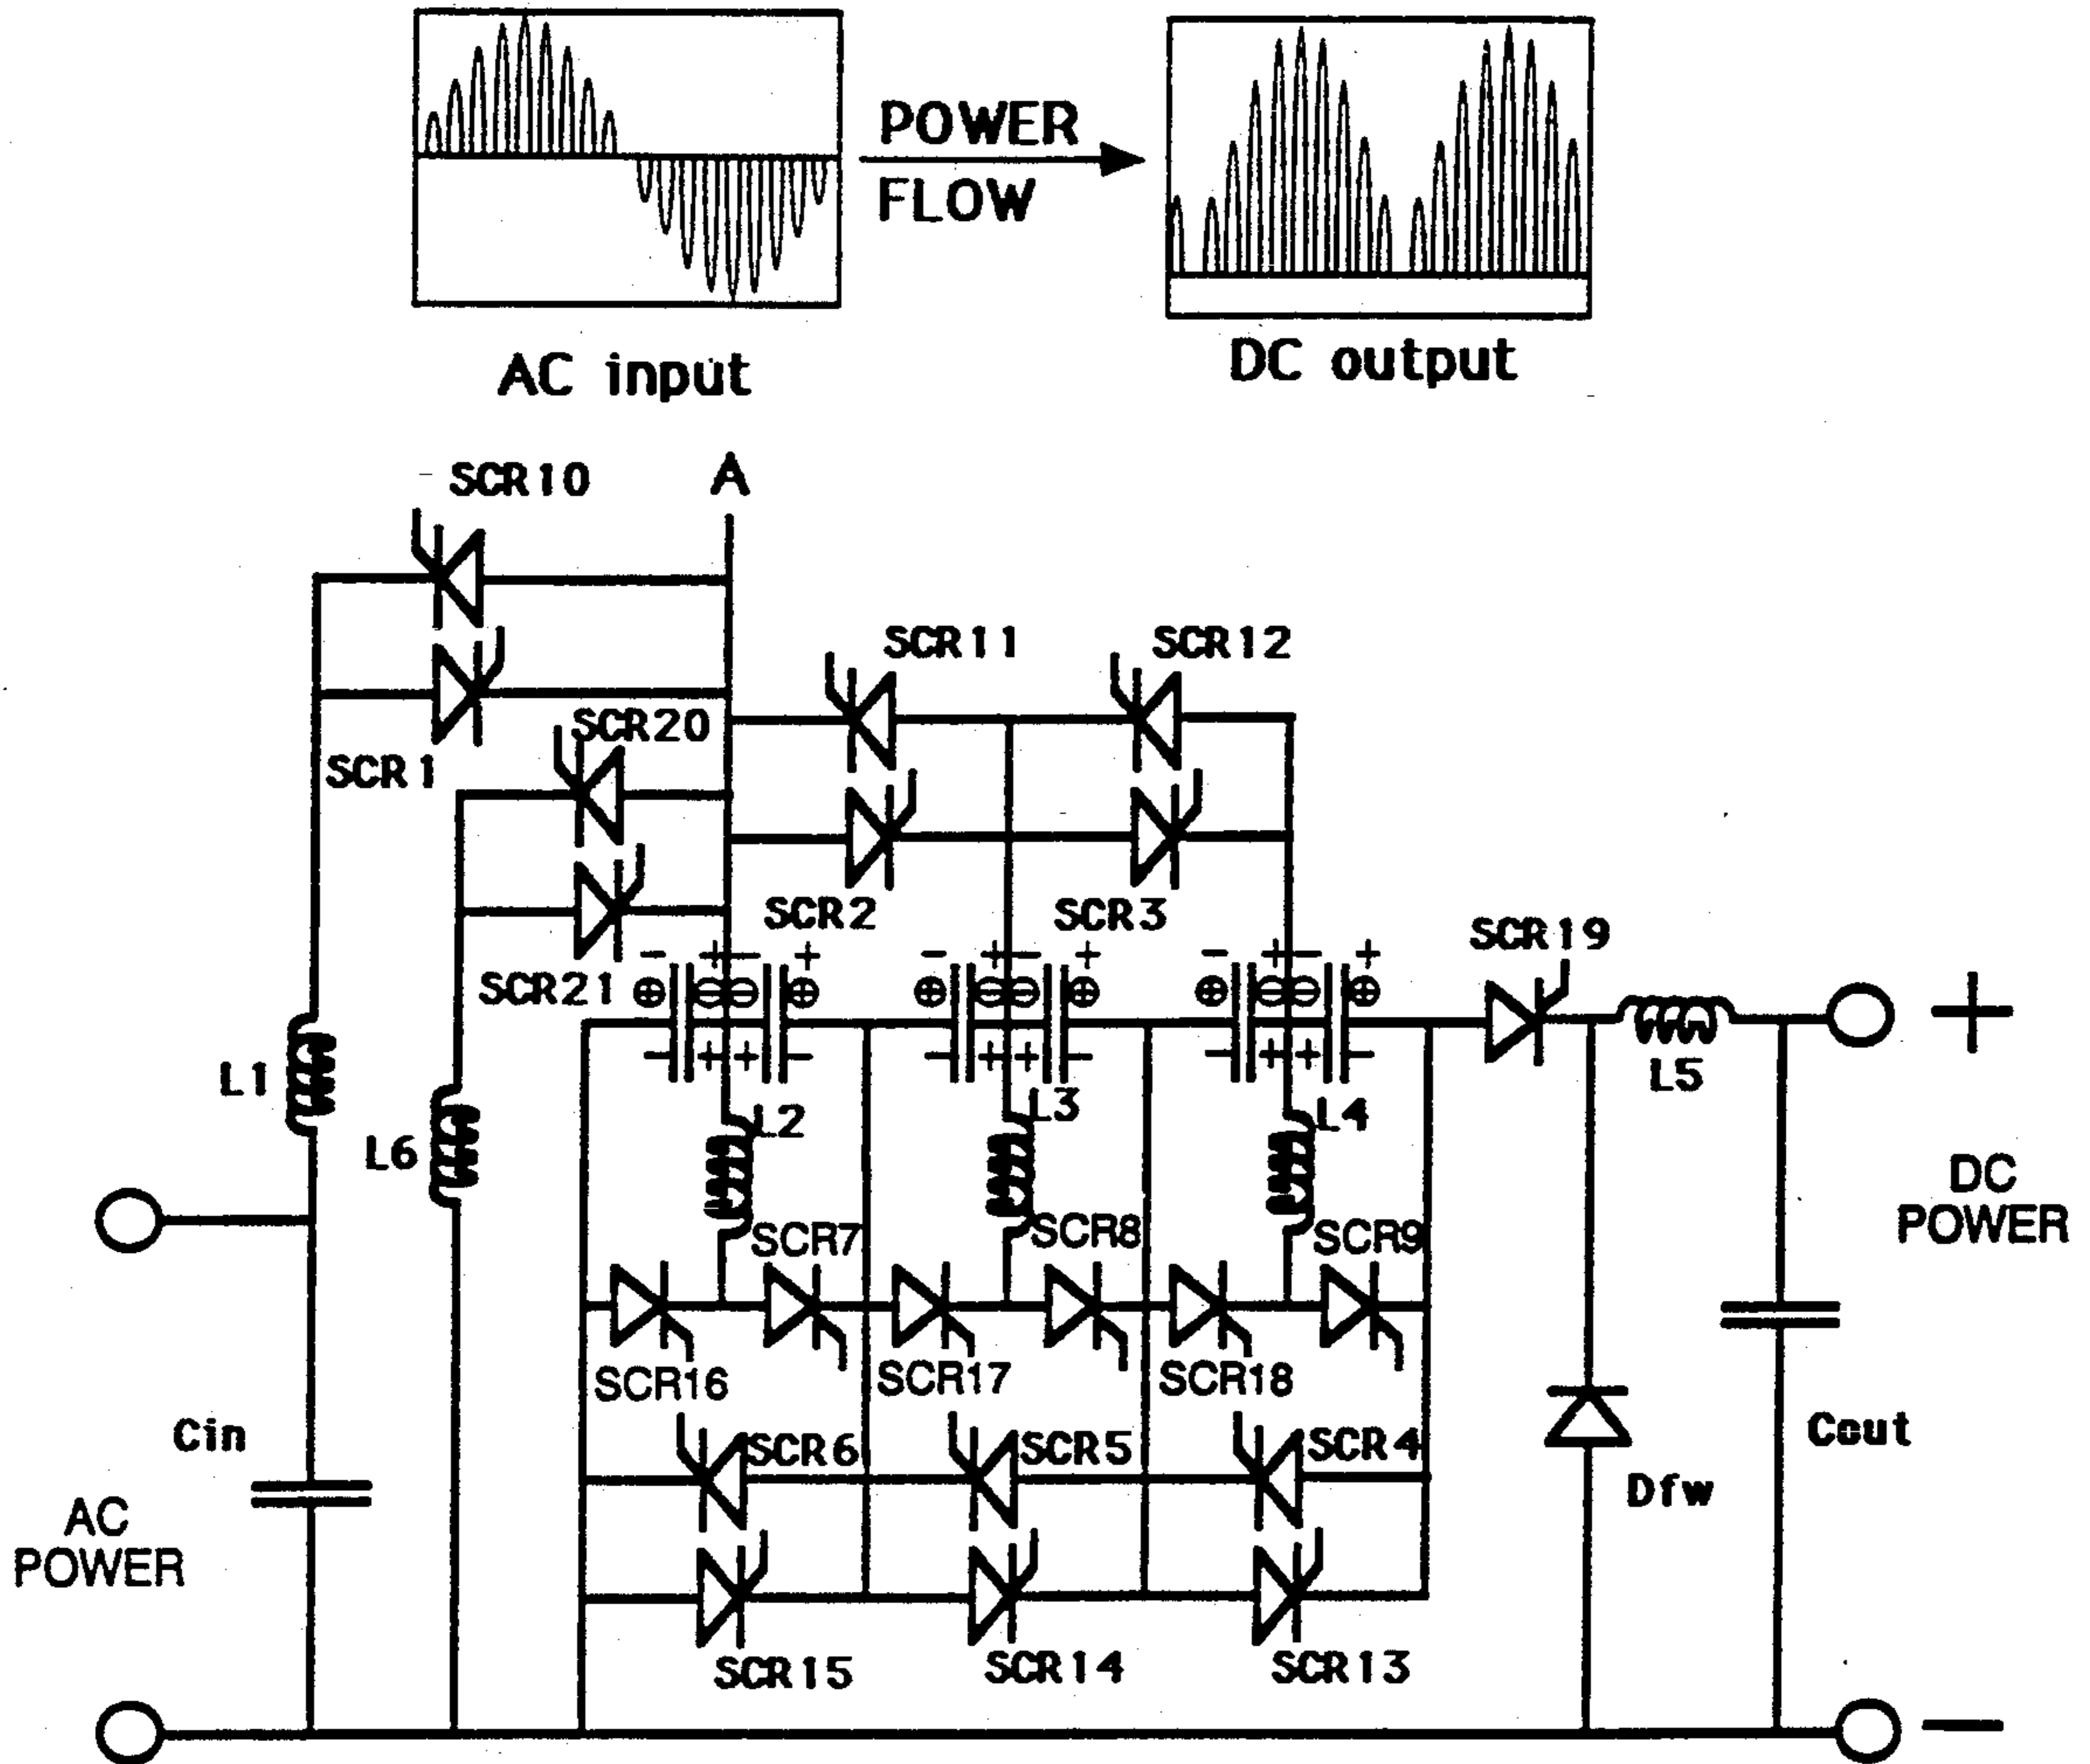 POWER
FLOW
AC input
DC output
SCR10
A
SCR11
SCR12
SCR1
SCR20
SCR2
SCR3
SCR19
SCR21
- + - + - + - + - + - +
⊕ ⊖ ⊖ ⊕ ⊕ ⊖ ⊖ ⊕ ⊕ ⊖ ⊖ ⊕
+
- + + - - + + - - + + -
L1
L5
L2
L3
L4
L6
DC
POWER
SCR7
SCR8
SCR9
SCR16
SCR17
SCR18
Cin
SCR6
SCR5
SCR4
Cout
Dfw
AC
POWER
SCR15
SCR14
SCR13
-